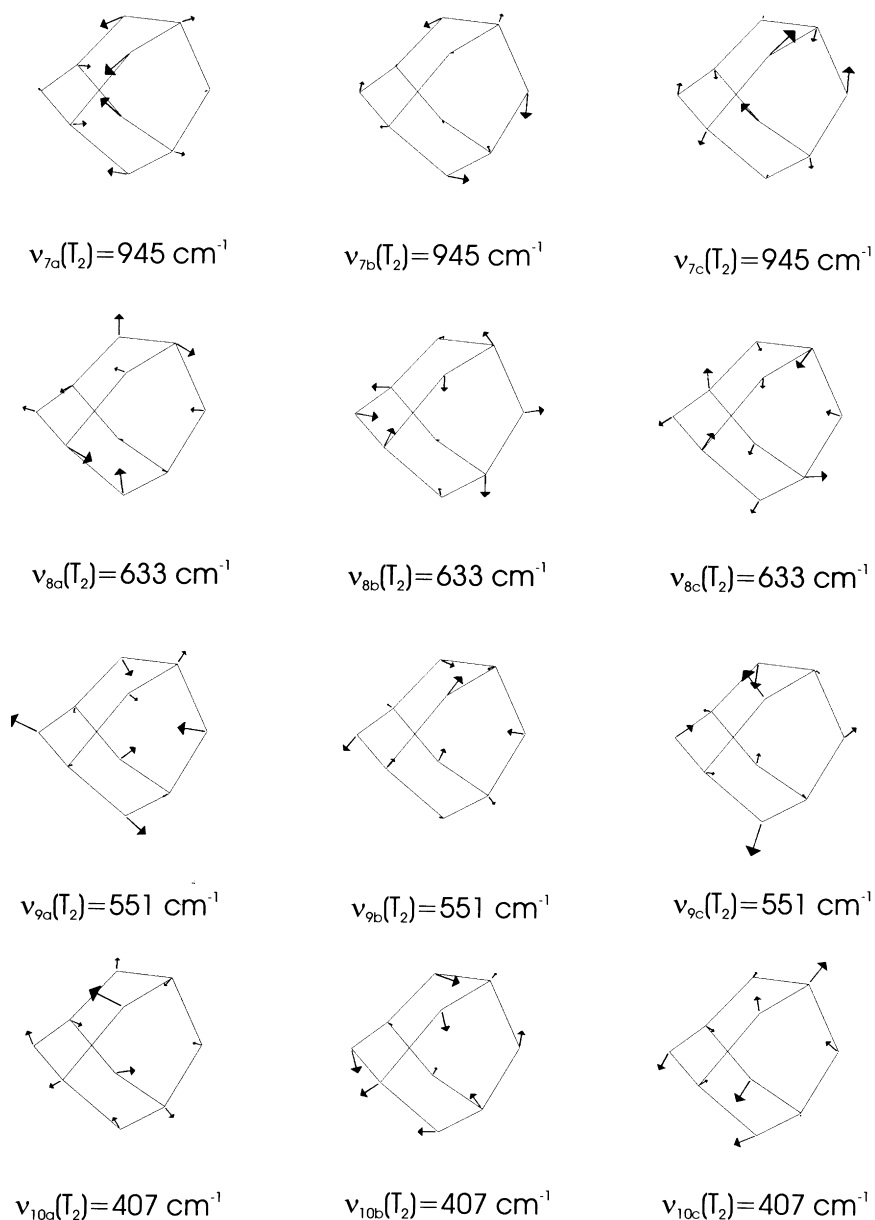 ν7a(T2)=945 cm-1 ν7b(T2)=945 cm-1 ν7c(T2)=945 cm-1
ν8a(T2)=633 cm-1 ν8b(T2)=633 cm-1 ν8c(T2)=633 cm-1
ν9a(T2)=551 cm-1 ν9b(T2)=551 cm-1 ν9c(T2)=551 cm-1
ν10a(T2)=407 cm-1 ν10b(T2)=407 cm-1 ν10c(T2)=407 cm-1